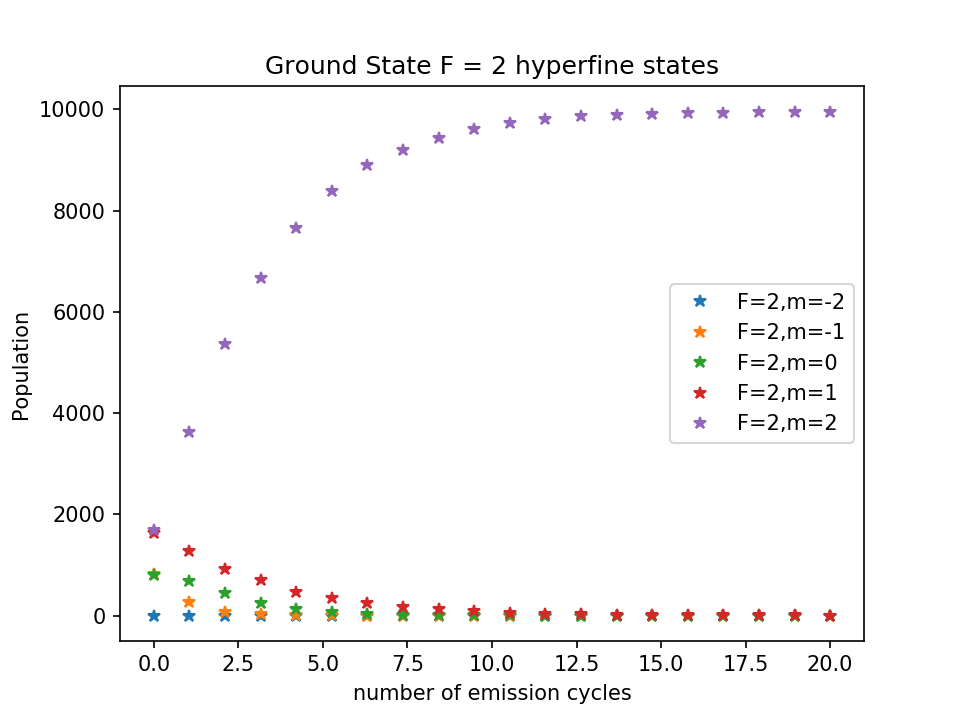 Ground State F = 2 hyperfine states
10000
8000
6000
4000
2000
0
Population
F=2,m=-2
F=2,m=-1
F=2,m=0
F=2,m=1
F=2,m=2
0.0 2.5 5.0 7.5 10.0 12.5 15.0 17.5 20.0
number of emission cycles